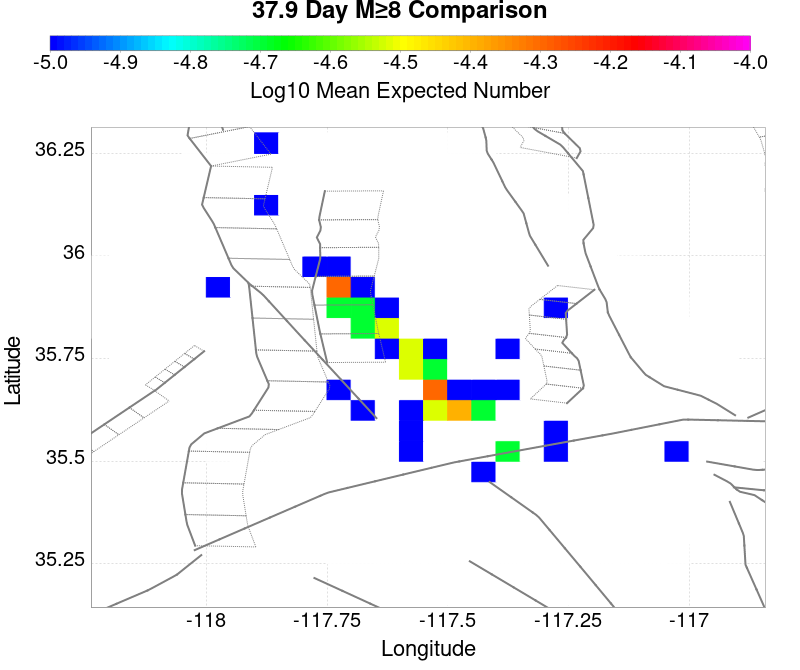 37.9 Day M≥8 Comparison
-5.0 -4.9 -4.8 -4.7 -4.6 -4.5 -4.4 -4.3 -4.2 -4.1 -4.0
Log10 Mean Expected Number
36.25
36
35.75
35.5
35.25
Latitude
-118 -117.75 -117.5 -117.25 -117
Longitude